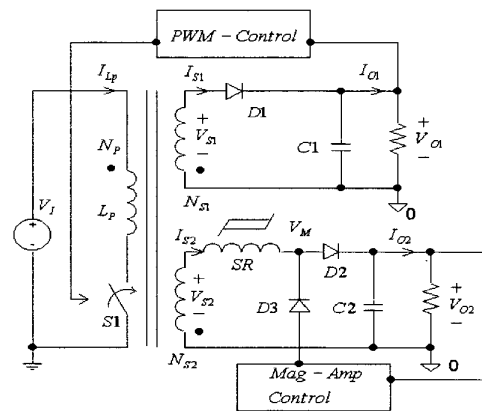 PWM-Control
I_Lp
I_S1
I_O1
D1
N_P
+
V_S1
-
C1
+
V_O1
-
V_I
+
-
L_P
N_S1
0
S1
I_S2
SR
V_M
D2
I_O2
+
V_S2
-
D3
C2
+
V_O2
-
N_S2
0
Mag-Amp
Control